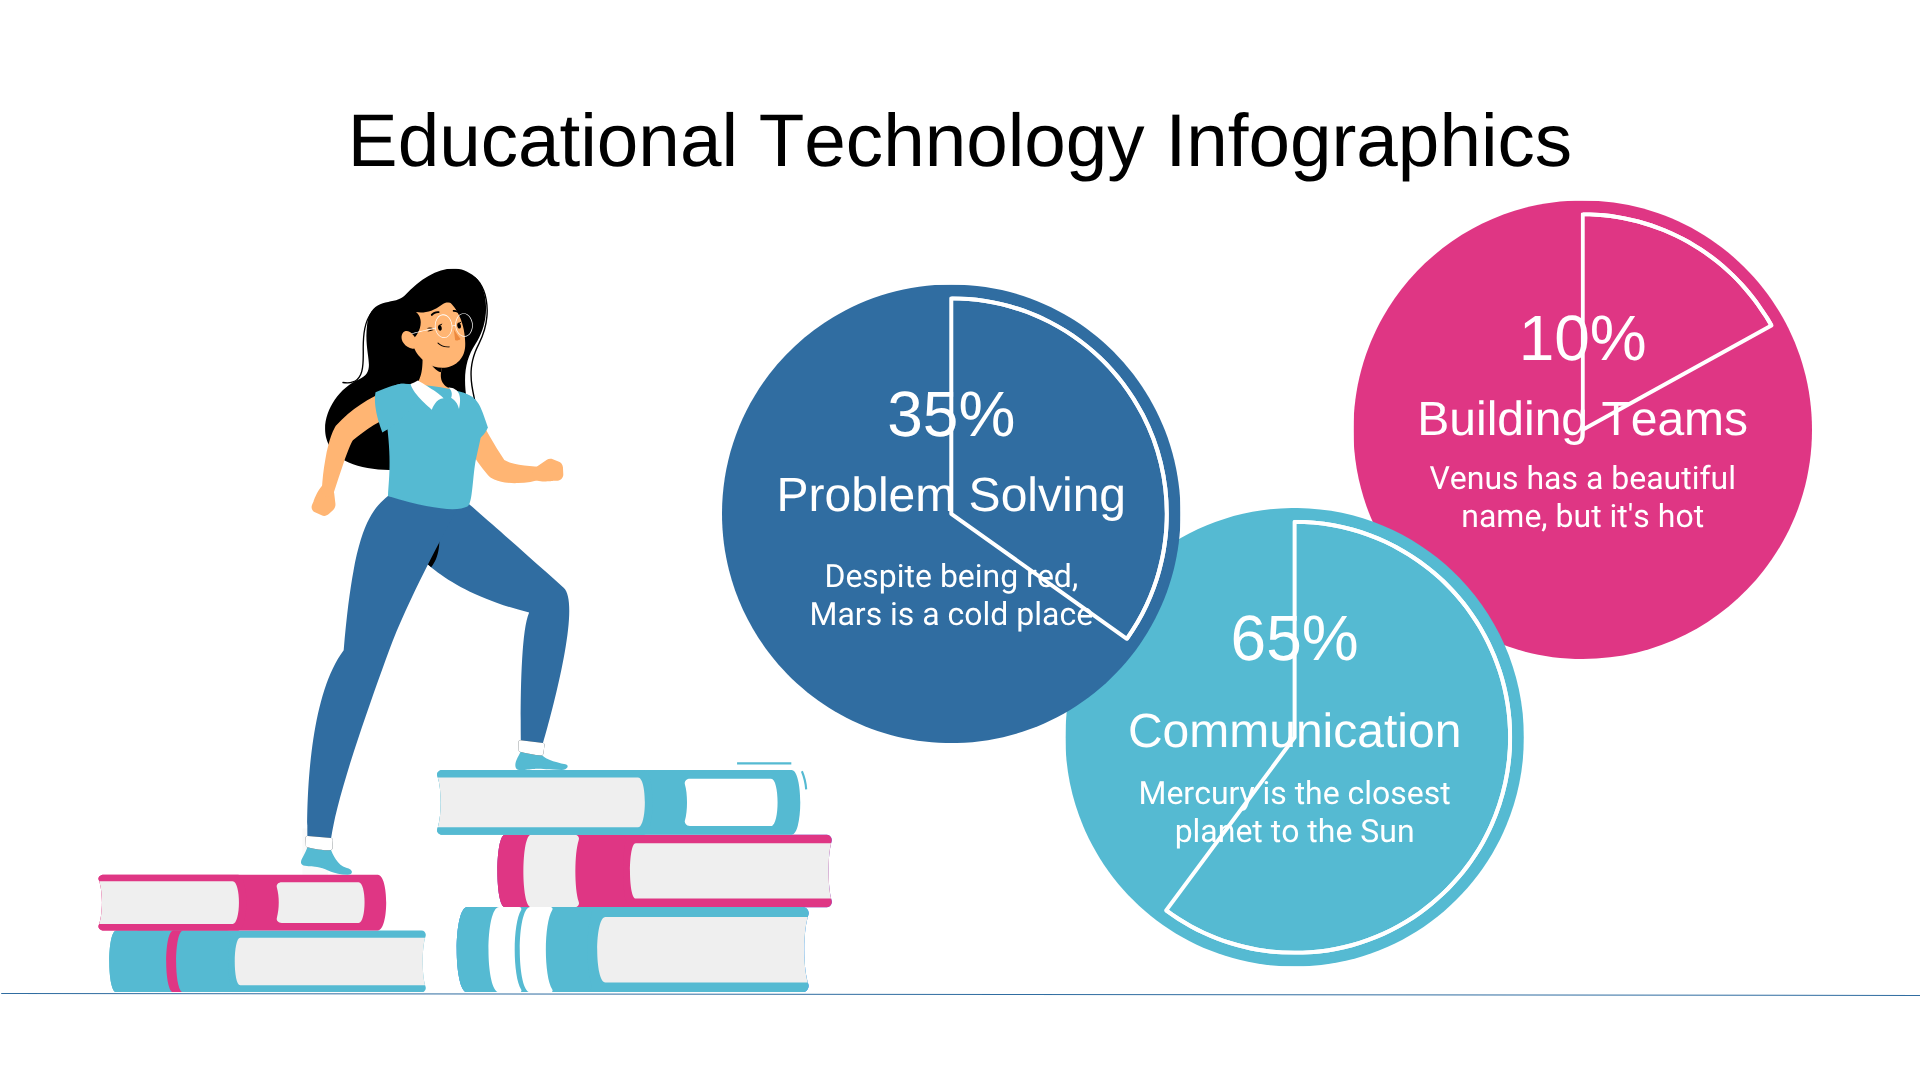 Educational Technology Infographics
35%
Problem Solving
Despite being red,
Mars is a cold place
65%
Communication
Mercury is the closest
planet to the Sun
10%
Building Teams
Venus has a beautiful
name, but it's hot